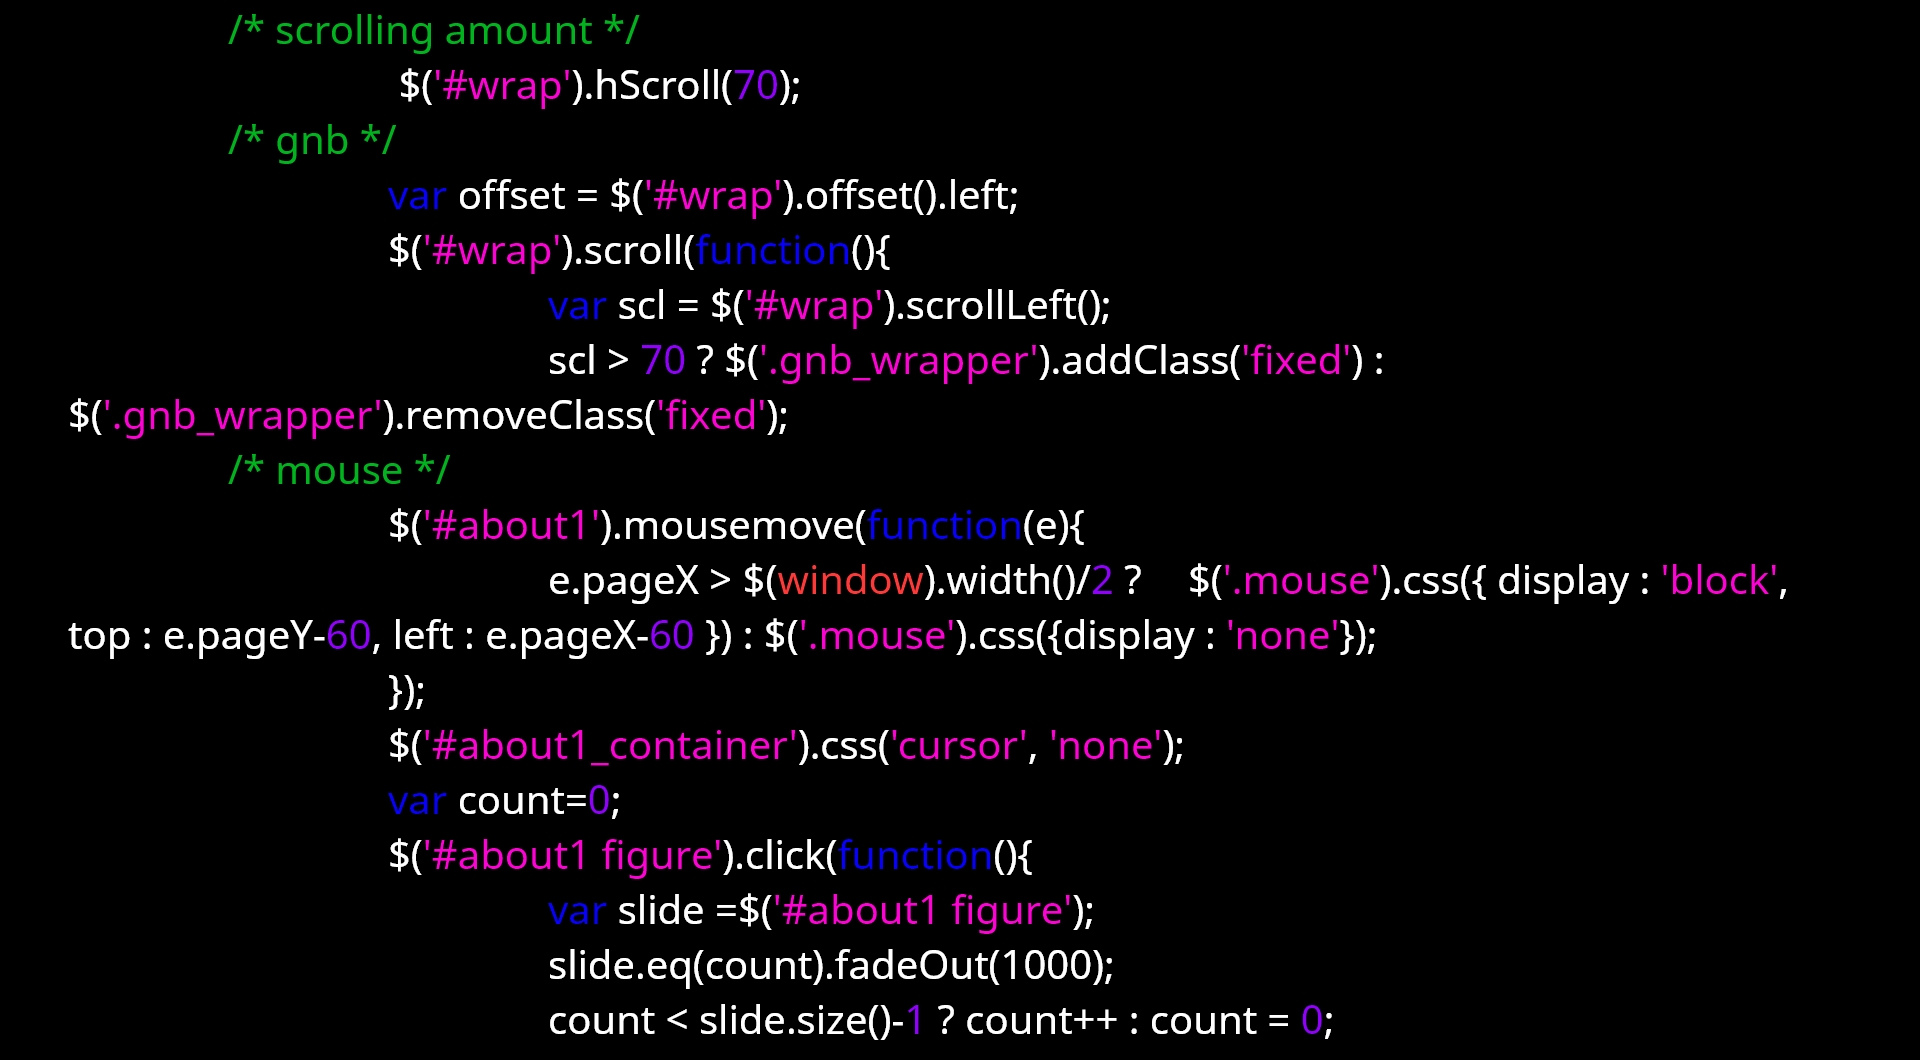 /* scrolling amount */
$('#wrap').hScroll(70);
/* gnb */
var offset = $('#wrap').offset().left;
$('#wrap').scroll(function(){
var scl = $('#wrap').scrollLeft();
scl > 70 ? $('.gnb_wrapper').addClass('fixed') :
$('.gnb_wrapper').removeClass('fixed');
/* mouse */
$('#about1').mousemove(function(e){
e.pageX > $(window).width()/2 ? $('.mouse').css({ display : 'block',
top : e.pageY-60, left : e.pageX-60 }) : $('.mouse').css({display : 'none'});
});
$('#about1_container').css('cursor', 'none');
var count=0;
$('#about1 figure').click(function(){
var slide =$('#about1 figure');
slide.eq(count).fadeOut(1000);
count < slide.size()-1 ? count++ : count = 0;